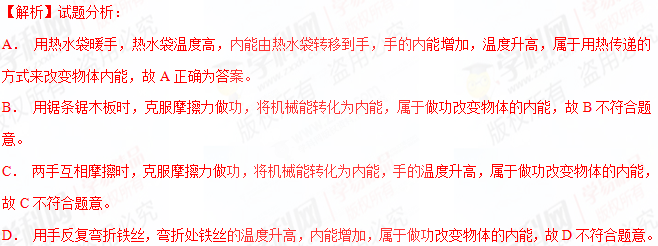 【解析】试题分析：
A． 用热水袋暖手，热水袋温度高，内能由热水袋转移到手，手的内能增加，温度升高，属于用热传递的
方式来改变物体内能，故 A 正确为答案。
B． 用锯条锯木板时，克服摩擦力做功，将机械能转化为内能，属于做功改变物体的内能，故 B 不符合题
意。
C． 两手互相摩擦时，克服摩擦力做功，将机械能转化为内能，手的温度升高，属于做功改变物体的内能，
故 C 不符合题意。
D． 用手反复弯折铁丝，弯折处铁丝的温度升高，内能增加，属于做功改变物体的内能，故 D 不符合题意。